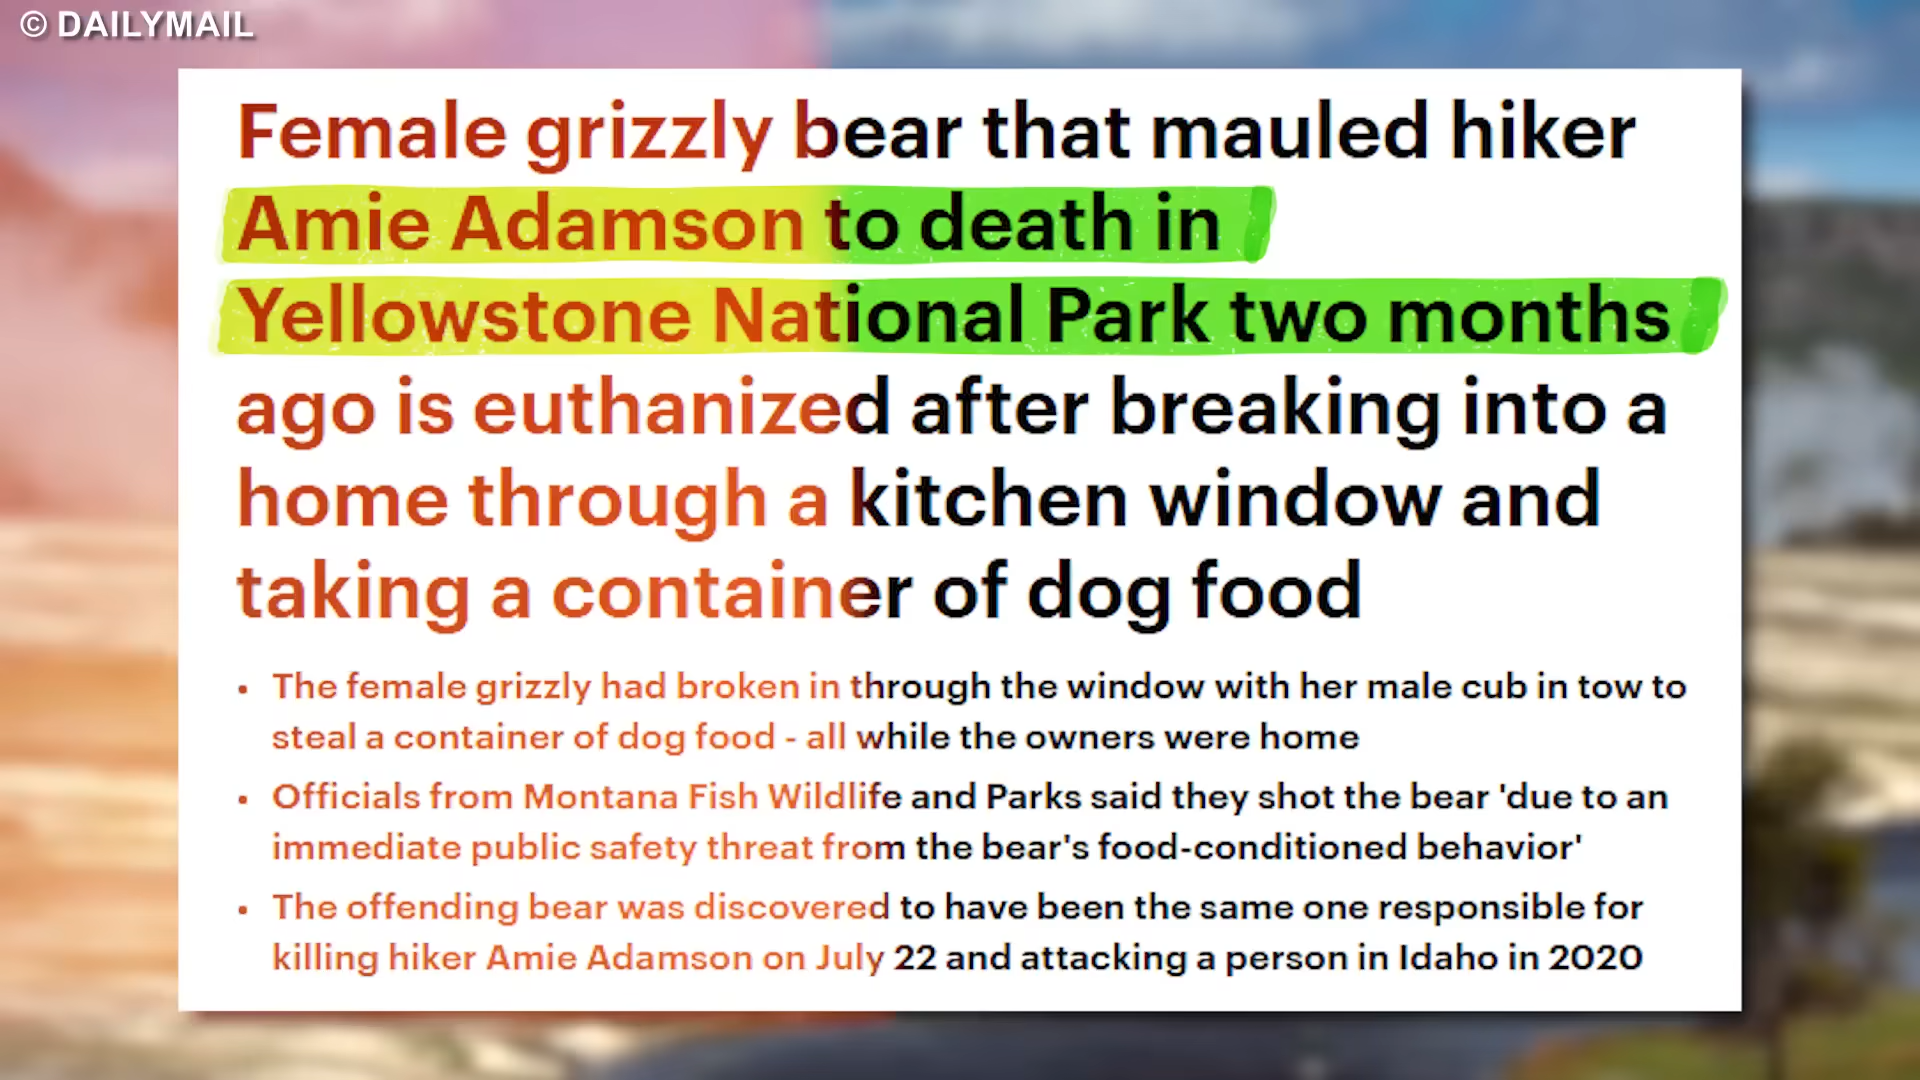 © DAILYMAIL
Female grizzly bear that mauled hiker
Amie Adamson to death in
Yellowstone National Park two months
ago is euthanized after breaking into a
home through a kitchen window and
taking a container of dog food
• The female grizzly had broken in through the window with her male cub in tow to
steal a container of dog food - all while the owners were home
• Officials from Montana Fish Wildlife and Parks said they shot the bear 'due to an
immediate public safety threat from the bear's food-conditioned behavior'
• The offending bear was discovered to have been the same one responsible for
killing hiker Amie Adamson on July 22 and attacking a person in Idaho in 2020